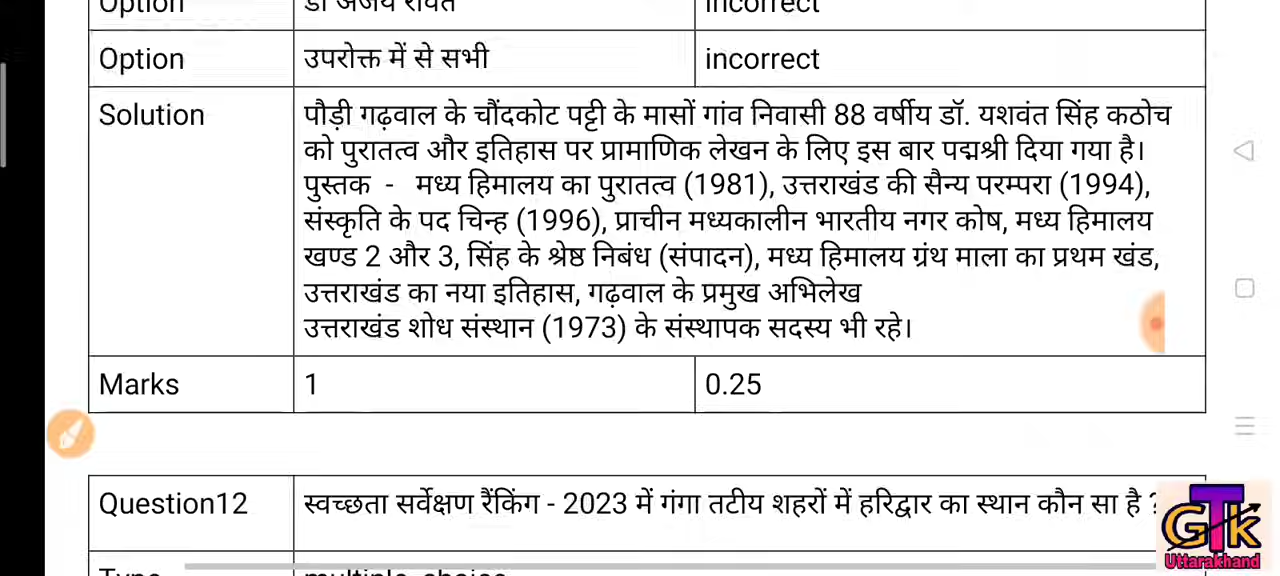 Option डॉ अजय रावत incorrect
Option उपरोक्त में से सभी incorrect
Solution पौड़ी गढ़वाल के चौंदकोट पट्टी के मासों गांव निवासी 88 वर्षीय डॉ. यशवंत सिंह कठोच
को पुरातत्व और इतिहास पर प्रामाणिक लेखन के लिए इस बार पद्मश्री दिया गया है।
पुस्तक - मध्य हिमालय का पुरातत्व (1981), उत्तराखंड की सैन्य परम्परा (1994),
संस्कृति के पद चिन्ह (1996), प्राचीन मध्यकालीन भारतीय नगर कोष, मध्य हिमालय
खण्ड 2 और 3, सिंह के श्रेष्ठ निबंध (संपादन), मध्य हिमालय ग्रंथ माला का प्रथम खंड,
उत्तराखंड का नया इतिहास, गढ़वाल के प्रमुख अभिलेख
उत्तराखंड शोध संस्थान (1973) के संस्थापक सदस्य भी रहे।
Marks 1 0.25
Question12 स्वच्छता सर्वेक्षण रैंकिंग - 2023 में गंगा तटीय शहरों में हरिद्वार का स्थान कौन सा है ?
Type multiple_choice
GTK
Uttarakhand